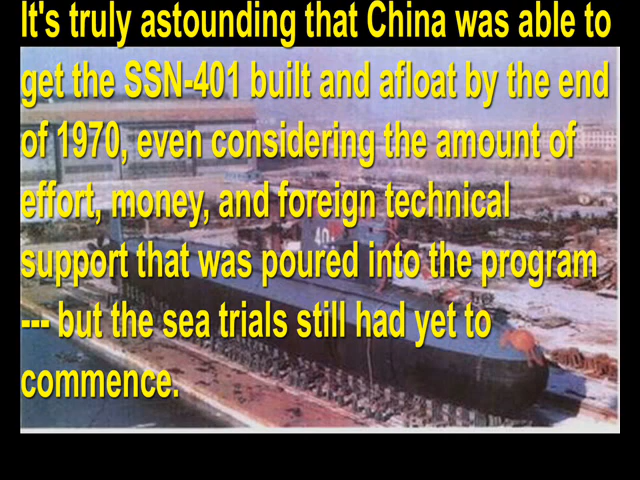 It's truly astounding that China was able to
get the SSN-401 built and afloat by the end
of 1970, even considering the amount of
effort, money, and foreign technical
support that was poured into the program
--- but the sea trials still had yet to
commence.